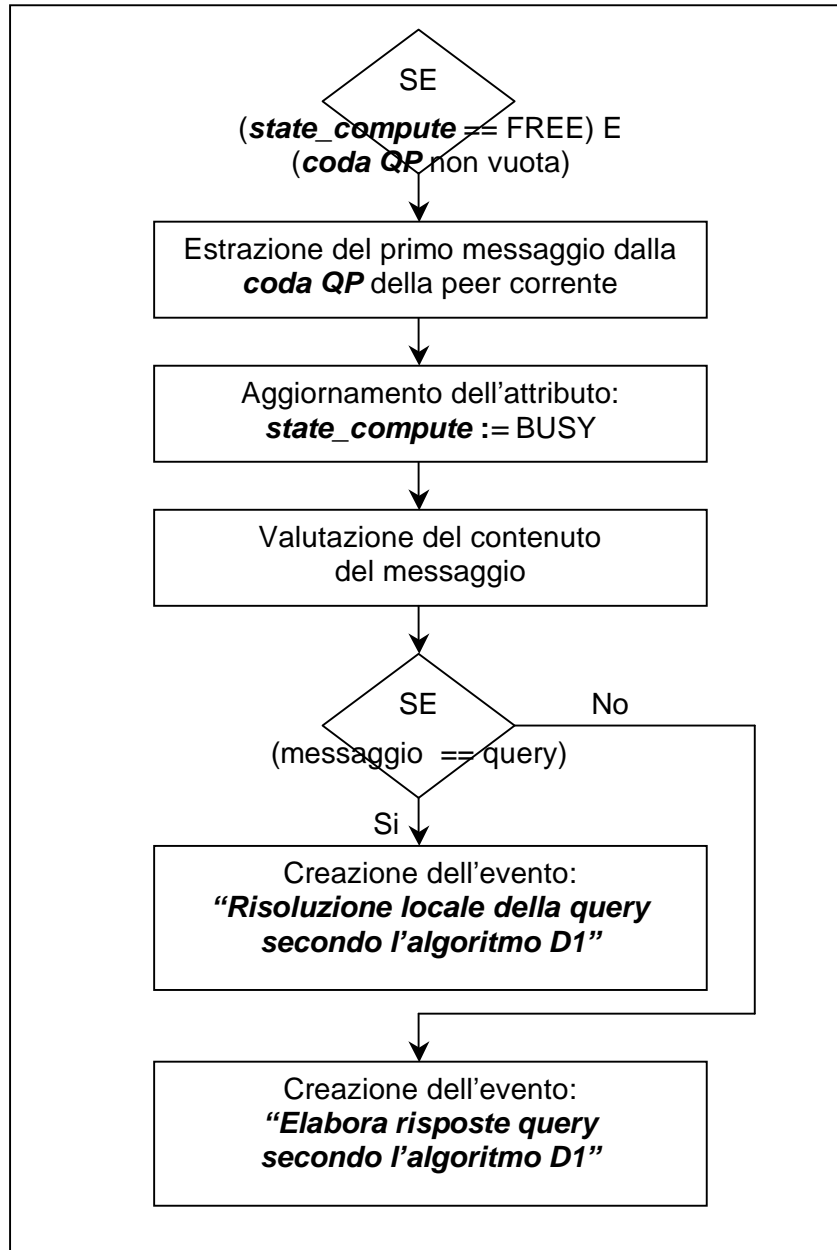 SE
(state_compute == FREE) E
(coda QP non vuota)
Estrazione del primo messaggio dalla
coda QP della peer corrente
Aggiornamento dell’attributo:
state_compute := BUSY
Valutazione del contenuto
del messaggio
SE
No
(messaggio == query)
Si
Creazione dell’evento:
“Risoluzione locale della query
secondo l’algoritmo D1”
Creazione dell’evento:
“Elabora risposte query
secondo l’algoritmo D1”